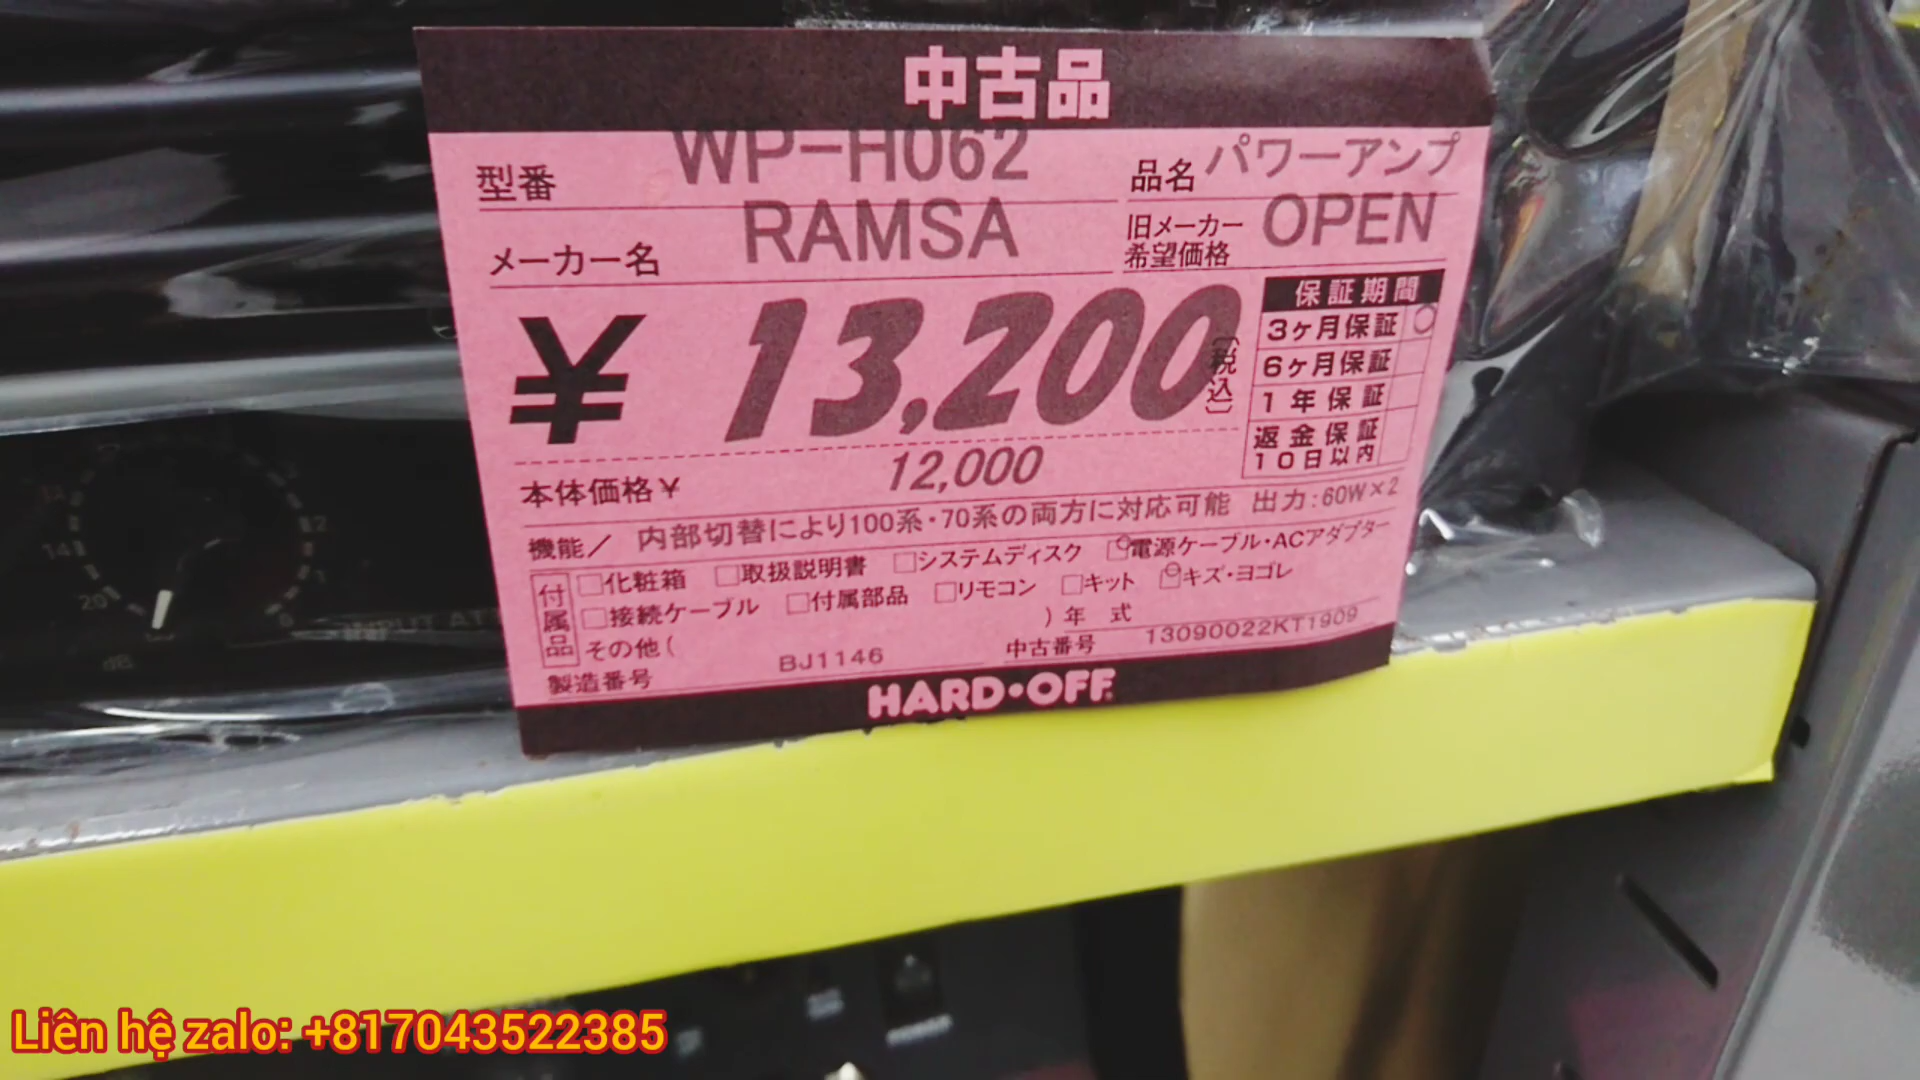 中古品
型番 WP-H062 品名 パワーアンプ
メーカー名 RAMSA 旧メーカー希望価格 OPEN
¥13,200 (税込)
保証期間
3ヶ月保証 ○
6ヶ月保証
1年保証
返金保証
10日以内
本体価格¥ 12,000
機能/ 内部切替により100系・70系の両方に対応可能 出力:60W×2
付属品
□化粧箱 □取扱説明書 □システムディスク □電源ケーブル・ACアダプター
□接続ケーブル □付属部品 □リモコン □キット □キズ・ヨゴレ
その他( ) 年 式
製造番号 BJ1146 中古番号 13090022KT1909
HARD・OFF
14
2
1
20
dB
INPUT AT
Liên hệ zalo: +817043522385